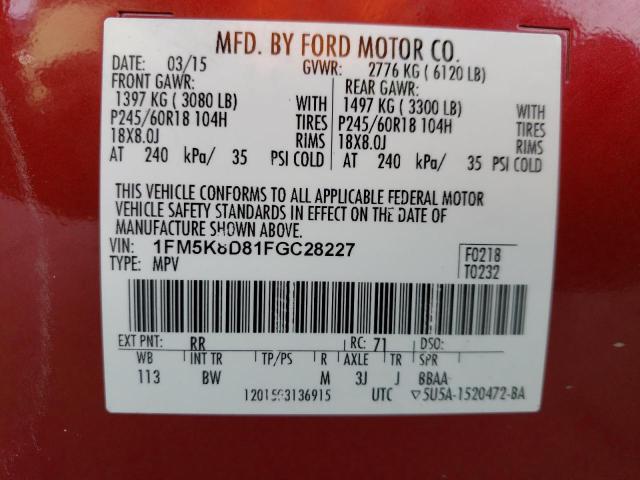 MFD. BY FORD MOTOR CO.
DATE: 03/15 GVWR: 2776 KG ( 6120 LB)
FRONT GAWR: REAR GAWR:
1397 KG ( 3080 LB) WITH 1497 KG ( 3300 LB) WITH
P245/60R18 104H TIRES P245/60R18 104H TIRES
18X8.0J RIMS 18X8.0J RIMS
AT 240 kPa/ 35 PSI COLD AT 240 kPa/ 35 PSI COLD
THIS VEHICLE CONFORMS TO ALL APPLICABLE FEDERAL MOTOR
VEHICLE SAFETY STANDARDS IN EFFECT ON THE DATE OF
MANUFACTURE SHOWN ABOVE.
VIN: 1FM5K8D81FGC28227 F0218
TYPE: MPV T0232
EXT PNT: RR RC: 71 DSO:
WB INT TR TP/PS R AXLE TR SPR
113 BW M 3J J BBAA
UTC ▽5U5A-1520472-BA